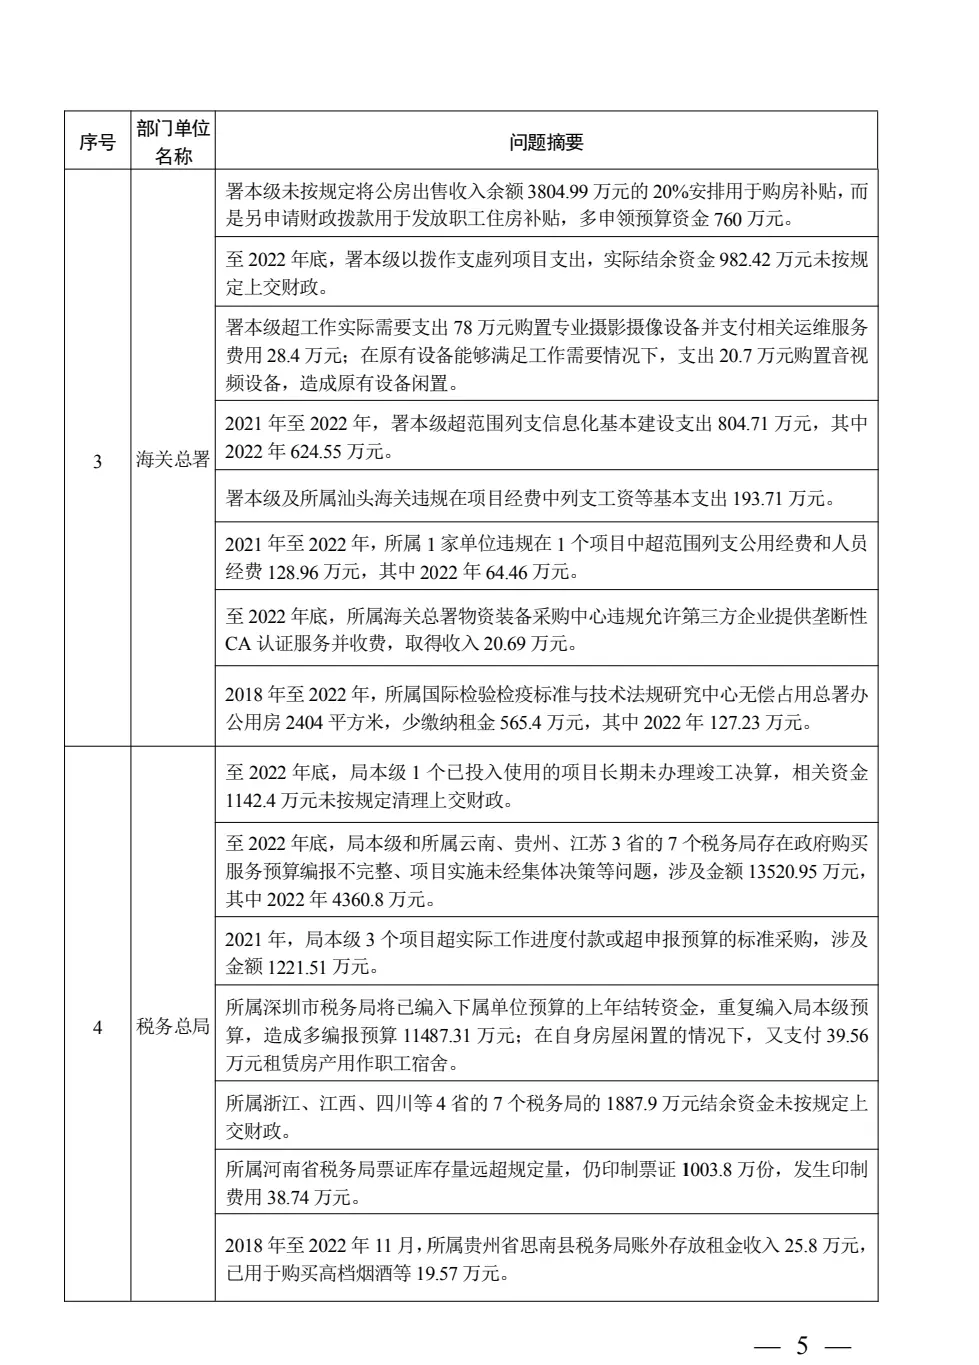 序号
部门单位
名称
问题摘要
3
海关总署
署本级未按规定将公房出售收入余额 3804.99 万元的 20%安排用于购房补贴，而
是另申请财政拨款用于发放职工住房补贴，多申领预算资金 760 万元。
至 2022 年底，署本级以拨作支虚列项目支出，实际结余资金 982.42 万元未按规
定上交财政。
署本级超工作实际需要支出 78 万元购置专业摄影摄像设备并支付相关运维服务
费用 28.4 万元；在原有设备能够满足工作需要情况下，支出 20.7 万元购置音视
频设备，造成原有设备闲置。
2021 年至 2022 年，署本级超范围列支信息化基本建设支出 804.71 万元，其中
2022 年 624.55 万元。
署本级及所属汕头海关违规在项目经费中列支工资等基本支出 193.71 万元。
2021 年至 2022 年，所属 1 家单位违规在 1 个项目中超范围列支公用经费和人员
经费 128.96 万元，其中 2022 年 64.46 万元。
至 2022 年底，所属海关总署物资装备采购中心违规允许第三方企业提供垄断性
CA 认证服务并收费，取得收入 20.69 万元。
2018 年至 2022 年，所属国际检验检疫标准与技术法规研究中心无偿占用总署办
公用房 2404 平方米，少缴纳租金 565.4 万元，其中 2022 年 127.23 万元。
4
税务总局
至 2022 年底，局本级 1 个已投入使用的项目长期未办理竣工决算，相关资金
1142.4 万元未按规定清理上交财政。
至 2022 年底，局本级和所属云南、贵州、江苏 3 省的 7 个税务局存在政府购买
服务预算编报不完整、项目实施未经集体决策等问题，涉及金额 13520.95 万元，
其中 2022 年 4360.8 万元。
2021 年，局本级 3 个项目超实际工作进度付款或超申报预算的标准采购，涉及
金额 1221.51 万元。
所属深圳市税务局将已编入下属单位预算的上年结转资金，重复编入局本级预
算，造成多编报预算 11487.31 万元；在自身房屋闲置的情况下，又支付 39.56
万元租赁房产用作职工宿舍。
所属浙江、江西、四川等 4 省的 7 个税务局的 1887.9 万元结余资金未按规定上
交财政。
所属河南省税务局票证库存量远超规定量，仍印制票证 1003.8 万份，发生印制
费用 38.74 万元。
2018 年至 2022 年 11 月，所属贵州省思南县税务局账外存放租金收入 25.8 万元，
已用于购买高档烟酒等 19.57 万元。
— 5 —